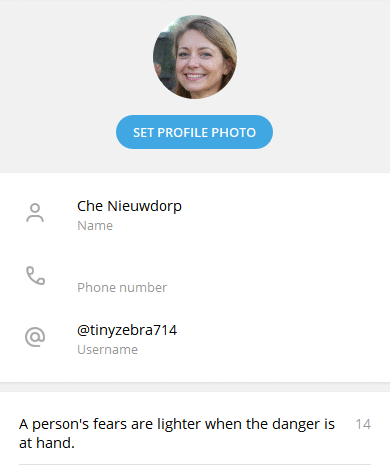 SET PROFILE PHOTO
Che Nieuwdorp
Name
Phone number
@tinyzebra714
Username
A person's fears are lighter when the danger is 14
at hand.